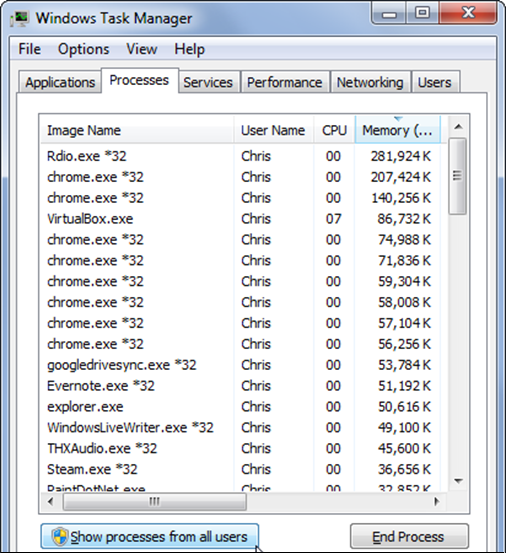 Windows Task Manager
File Options View Help
Applications Processes Services Performance Networking Users
Image Name User Name CPU Memory (...
Rdio.exe *32 Chris 00 281,924 K
chrome.exe *32 Chris 00 207,424 K
chrome.exe *32 Chris 00 140,256 K
VirtualBox.exe Chris 07 86,732 K
chrome.exe *32 Chris 00 74,988 K
chrome.exe *32 Chris 00 71,836 K
chrome.exe *32 Chris 00 59,304 K
chrome.exe *32 Chris 00 58,008 K
chrome.exe *32 Chris 00 57,104 K
chrome.exe *32 Chris 00 56,256 K
googledrivesync.exe *32 Chris 00 53,784 K
Evernote.exe *32 Chris 00 51,192 K
explorer.exe Chris 00 50,616 K
WindowsLiveWriter.exe *32 Chris 00 49,100 K
THXAudio.exe *32 Chris 00 45,600 K
Steam.exe *32 Chris 00 36,656 K
PaintDotNet.exe Chris 00 32,852 K
Show processes from all users End Process